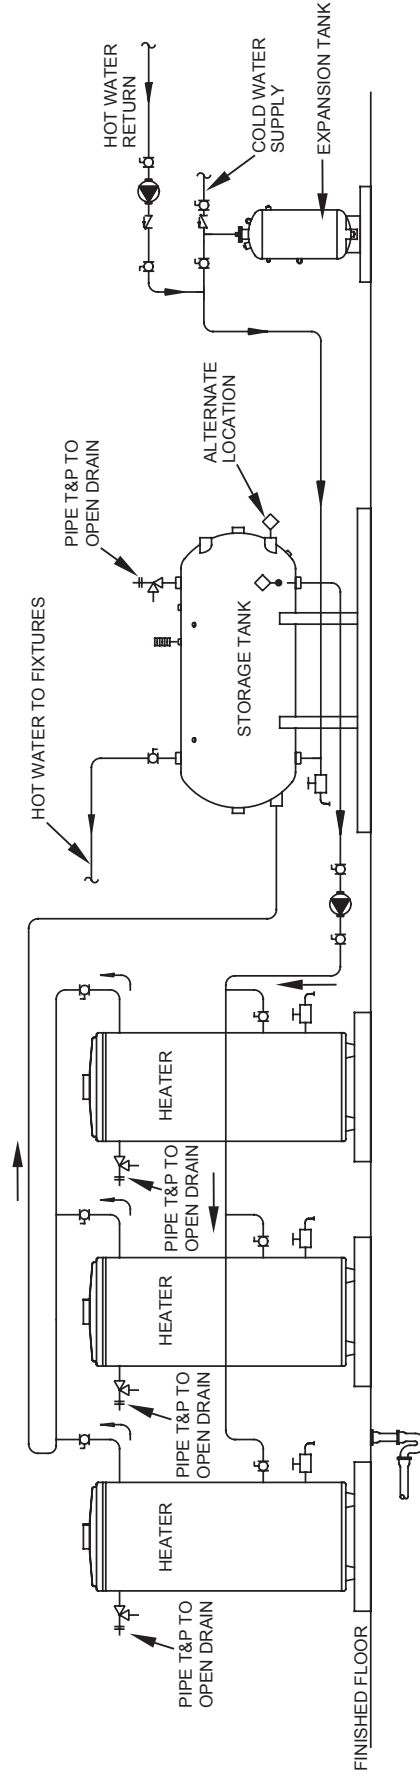 PIPE T&P TO
OPEN DRAIN
HEATER
PIPE T&P TO
OPEN DRAIN
HEATER
PIPE T&P TO
OPEN DRAIN
HEATER
HOT WATER TO FIXTURES
PIPE T&P TO
OPEN DRAIN
STORAGE TANK
ALTERNATE
LOCATION
HOT WATER
RETURN
COLD WATER
SUPPLY
EXPANSION TANK
FINISHED FLOOR